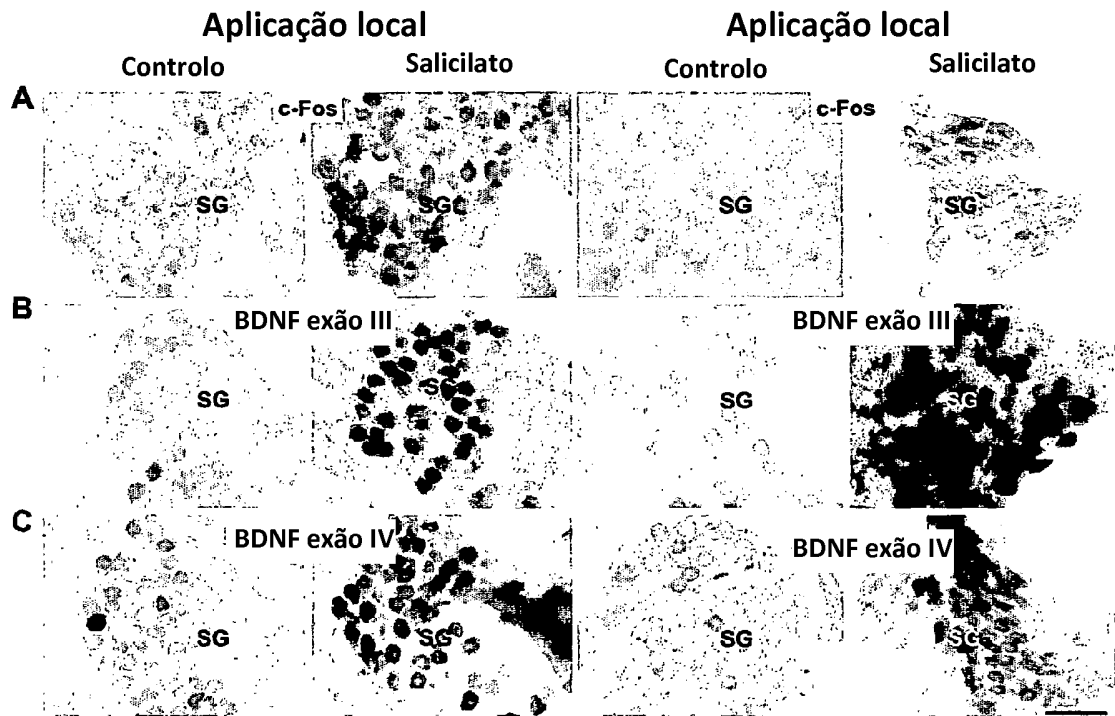 Aplicação local Aplicação local
Controlo Salicilato Controlo Salicilato
A
c-Fos c-Fos
SG SG SG SG
B
BDNF exão III BDNF exão III
SG SG SG SG
C
BDNF exão IV BDNF exão IV
SG SG SG SG